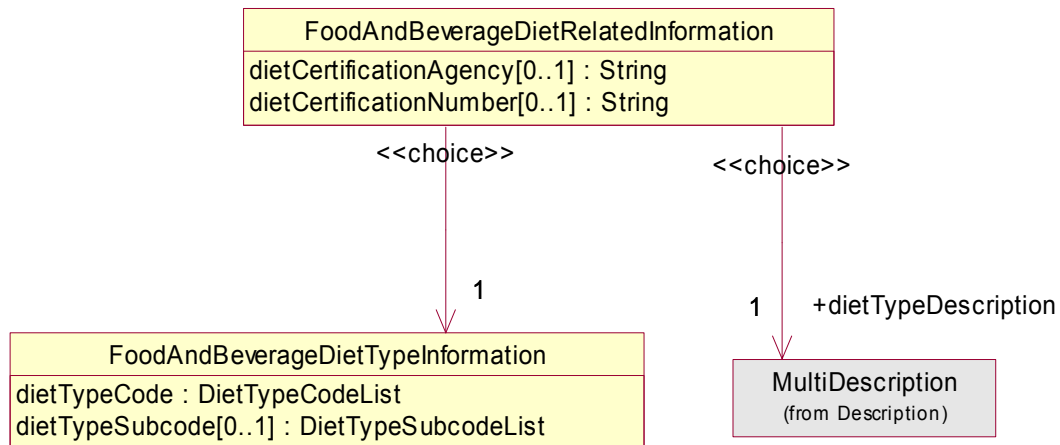 FoodAndBeverageDietRelatedInformation
dietCertificationAgency[0..1] : String
dietCertificationNumber[0..1] : String
<<choice>>
<<choice>>
1
1
+dietTypeDescription
FoodAndBeverageDietTypeInformation
dietTypeCode : DietTypeCodeList
dietTypeSubcode[0..1] : DietTypeSubcodeList
MultiDescription
(from Description)